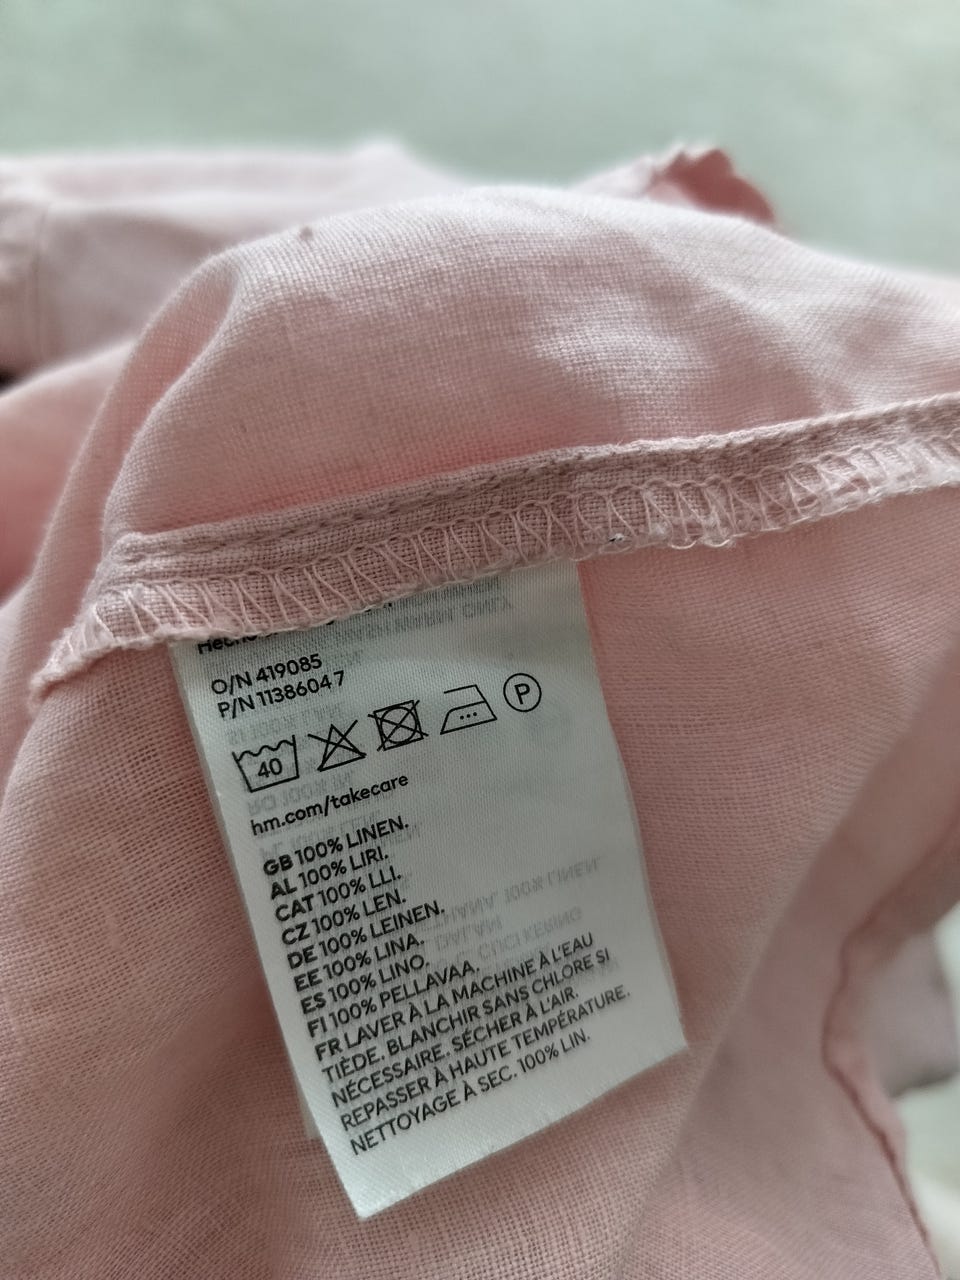 O/N 419085
P/N 1138604 7
40 P
hm.com/takecare
GB 100% LINEN.
AL 100% LIRI.
CAT 100% LLI.
CZ 100% LEN.
DE 100% LEINEN.
EE 100% LINA.
ES 100% LINO.
FI 100% PELLAVAA.
FR LAVER À LA MACHINE À L'EAU
TIÈDE. BLANCHIR SANS CHLORE SI
NÉCESSAIRE. SÉCHER À L'AIR.
REPASSER À HAUTE TEMPÉRATURE.
NETTOYAGE À SEC. 100% LIN.